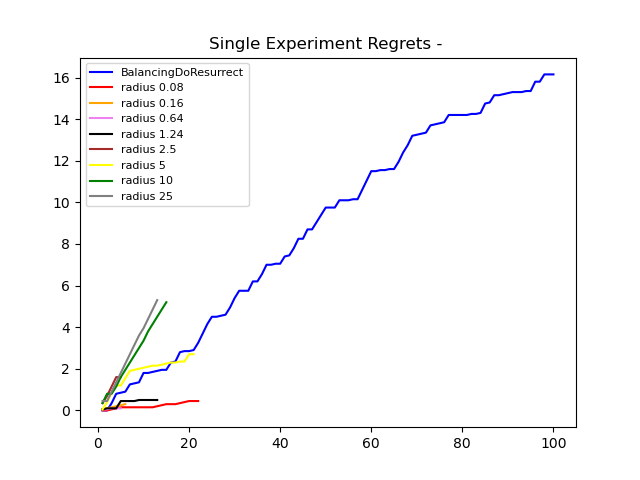 Single Experiment Regrets -
BalancingDoResurrect
radius 0.08
radius 0.16
radius 0.64
radius 1.24
radius 2.5
radius 5
radius 10
radius 25
16
14
12
10
8
6
4
2
0
0 20 40 60 80 100